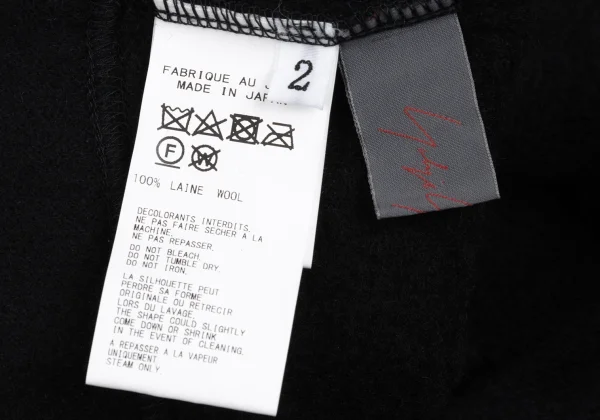 FABRIQUE AU J
2
MADE IN JAPAN
F
W
100% LAINE WOOL
DECOLORANTS INTERDITS.
NE PAS FAIRE SECHER A LA
MACHINE.
NE PAS REPASSER.
DO NOT BLEACH.
DO NOT TUMBLE DRY.
DO NOT IRON.
LA SILHOUETTE PEUT
PERDRE SA FORME
ORIGINALE OU RETRECIR
LORS DU LAVAGE.
THE SHAPE COULD SLIGHTLY
COME DOWN OR SHRINK
IN THE EVENT OF CLEANING.
A REPASSER A LA VAPEUR
UNIQUEMENT
STEAM ONLY